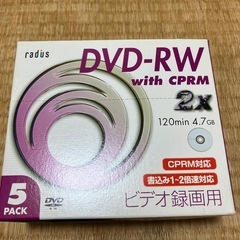 radius
DVD-RW
with CPRM
2x
120min 4.7GB
CPRM対応
書込み1~2倍速対応
5
PACK
DVD
ビデオ録画用